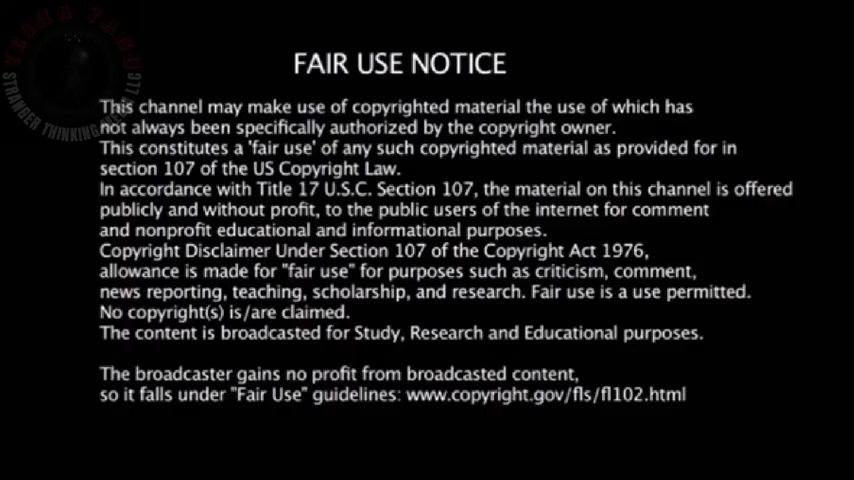 FAIR USE NOTICE
This channel may make use of copyrighted material the use of which has
not always been specifically authorized by the copyright owner.
This constitutes a 'fair use' of any such copyrighted material as provided for in
section 107 of the US Copyright Law.
In accordance with Title 17 U.S.C. Section 107, the material on this channel is offered
publicly and without profit, to the public users of the internet for comment
and nonprofit educational and informational purposes.
Copyright Disclaimer Under Section 107 of the Copyright Act 1976,
allowance is made for "fair use" for purposes such as criticism, comment,
news reporting, teaching, scholarship, and research. Fair use is a use permitted.
No copyright(s) is/are claimed.
The content is broadcasted for Study, Research and Educational purposes.
The broadcaster gains no profit from broadcasted content,
so it falls under "Fair Use" guidelines: www.copyright.gov/fls/fl102.html
STRANGER THINKING LLC